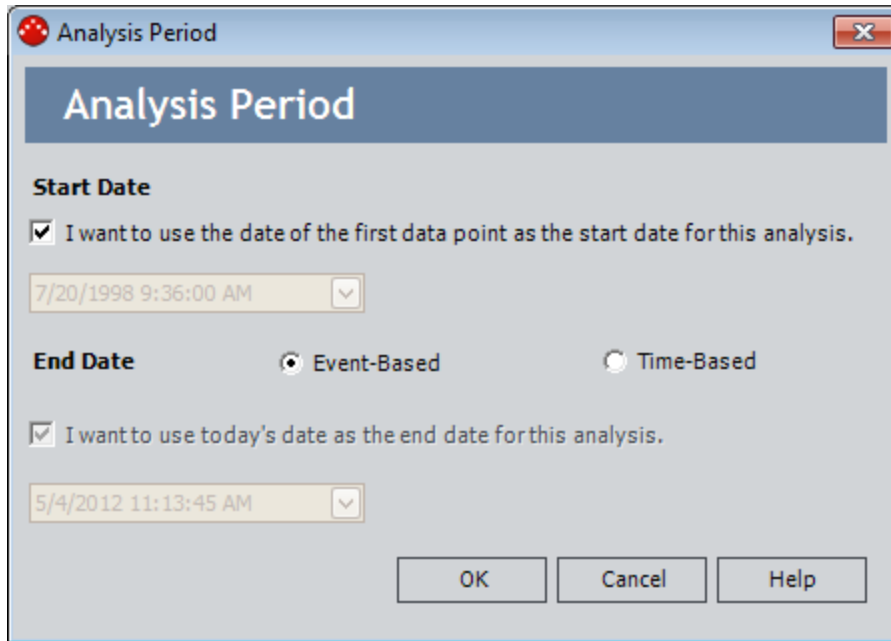 Analysis Period
Analysis Period
Start Date
I want to use the date of the first data point as the start date for this analysis.
7/20/1998 9:36:00 AM
End Date Event-Based Time-Based
I want to use today's date as the end date for this analysis.
5/4/2012 11:13:45 AM
OK Cancel Help